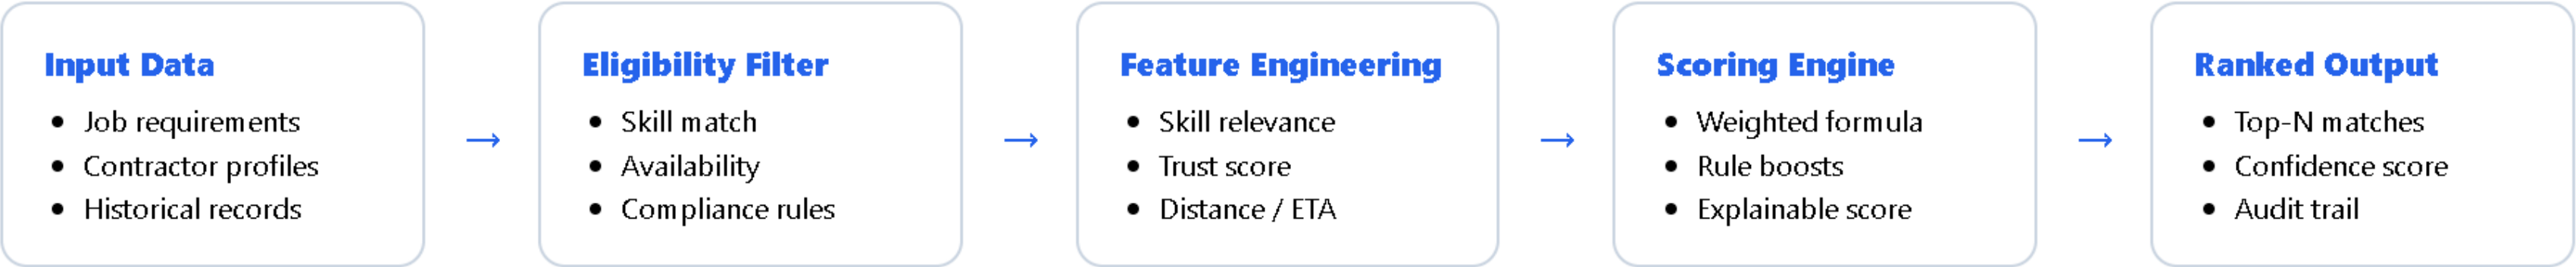 Input Data
• Job requirements
• Contractor profiles
• Historical records
→
Eligibility Filter
• Skill match
• Availability
• Compliance rules
→
Feature Engineering
• Skill relevance
• Trust score
• Distance / ETA
→
Scoring Engine
• Weighted formula
• Rule boosts
• Explainable score
→
Ranked Output
• Top-N matches
• Confidence score
• Audit trail